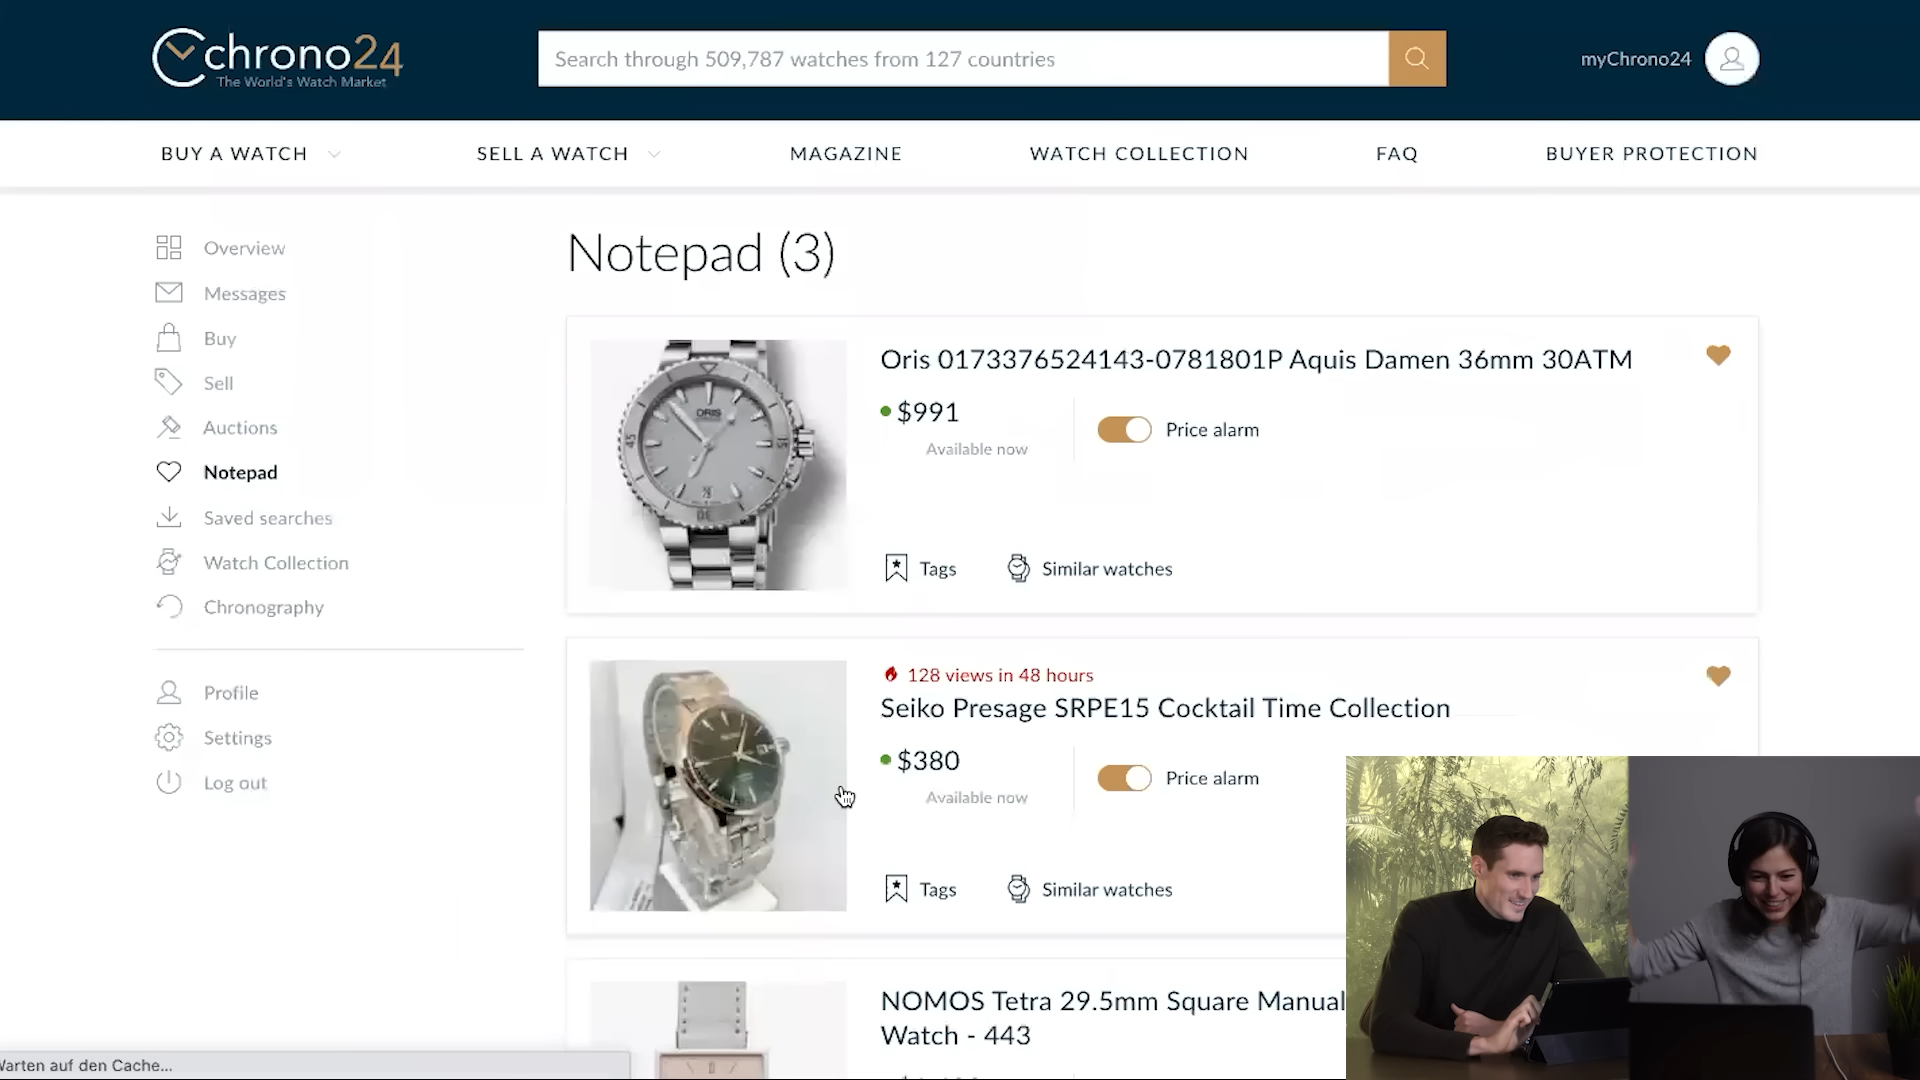 chrono24
The World's Watch Market
Search through 509,787 watches from 127 countries
myChrono24
BUY A WATCH
SELL A WATCH
MAGAZINE
WATCH COLLECTION
FAQ
BUYER PROTECTION
Overview
Messages
Buy
Sell
Auctions
Notepad
Saved searches
Watch Collection
Chronography
Profile
Settings
Log out
Notepad (3)
ORIS
Oris 0173376524143-0781801P Aquis Damen 36mm 30ATM
$991
Available now
Price alarm
Tags
Similar watches
128 views in 48 hours
Seiko Presage SRPE15 Cocktail Time Collection
$380
Available now
Price alarm
Tags
Similar watches
NOMOS Tetra 29.5mm Square Manual
Watch - 443
Warten auf den Cache...